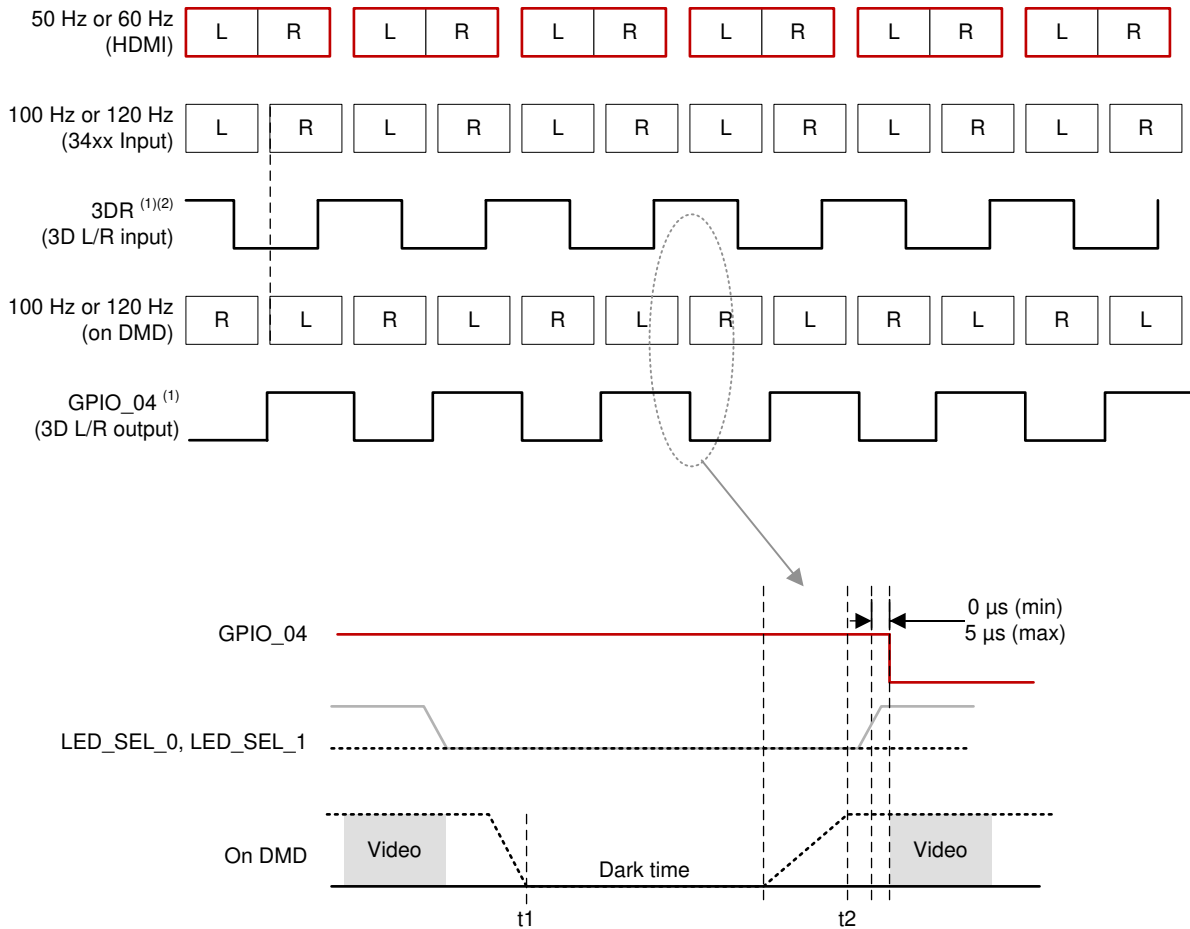 50 Hz or 60 Hz
(HDMI)
L R L R L R L R L R L R
100 Hz or 120 Hz
(34xx Input)
L R L R L R L R L R L R
3DR (1)(2)
(3D L/R input)
100 Hz or 120 Hz
(on DMD)
R L R L R L R L R L R L
GPIO_04 (1)
(3D L/R output)
0 µs (min)
5 µs (max)
GPIO_04
LED_SEL_0, LED_SEL_1
On DMD
Video
Dark time
Video
t1
t2